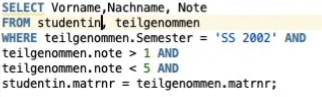 SELECT Vorname,Nachname, Note
FROM studentin, teilgenommen
WHERE teilgenommen.Semester = 'SS 2002' AND
teilgenommen.note > 1 AND
teilgenommen.note < 5 AND
studentin.matrnr = teilgenommen.matrnr;